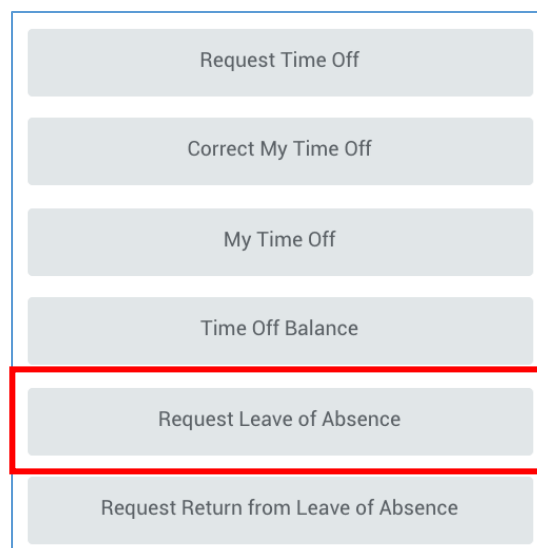 Request Time Off
Correct My Time Off
My Time Off
Time Off Balance
Request Leave of Absence
Request Return from Leave of Absence